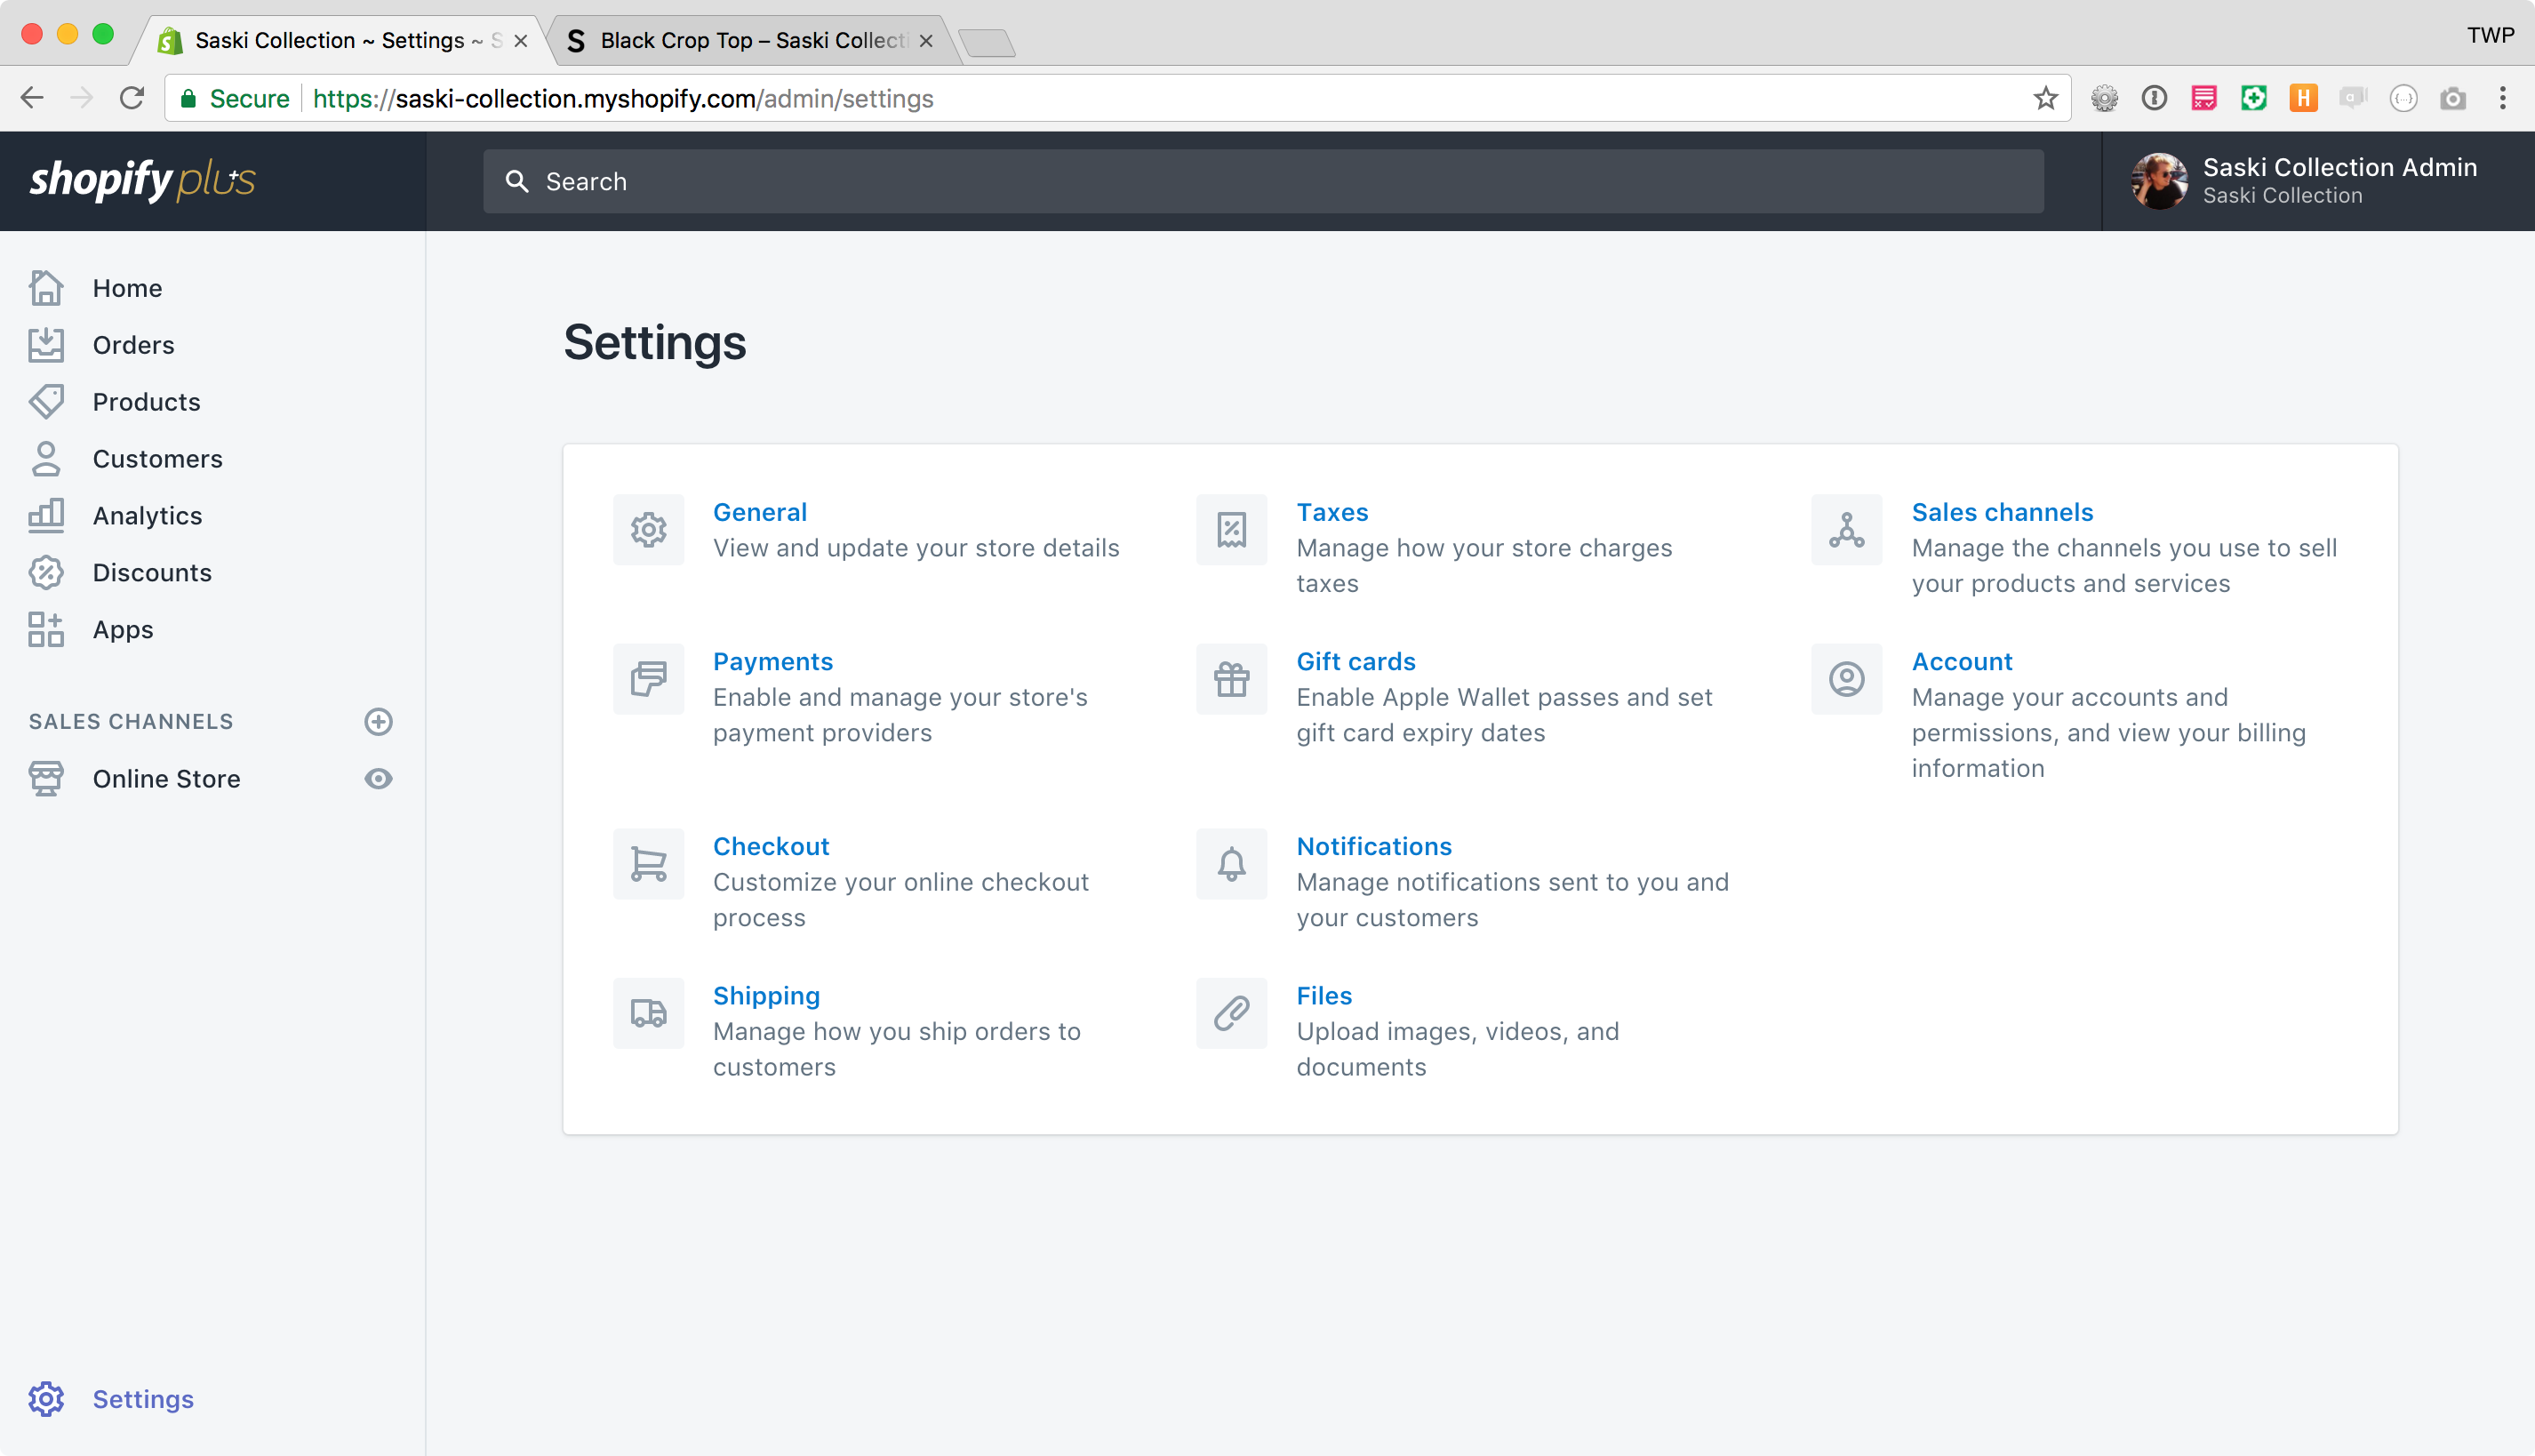 Saski Collection ~ Settings ~ S
Black Crop Top – Saski Collecti
TWP
Secure
https://saski-collection.myshopify.com/admin/settings
shopify plus
Search
Saski Collection Admin
Saski Collection
Home
Orders
Products
Customers
Analytics
Discounts
Apps
SALES CHANNELS
Online Store
Settings
Settings
General
View and update your store details
Taxes
Manage how your store charges
taxes
Sales channels
Manage the channels you use to sell
your products and services
Payments
Enable and manage your store's
payment providers
Gift cards
Enable Apple Wallet passes and set
gift card expiry dates
Account
Manage your accounts and
permissions, and view your billing
information
Checkout
Customize your online checkout
process
Notifications
Manage notifications sent to you and
your customers
Shipping
Manage how you ship orders to
customers
Files
Upload images, videos, and
documents